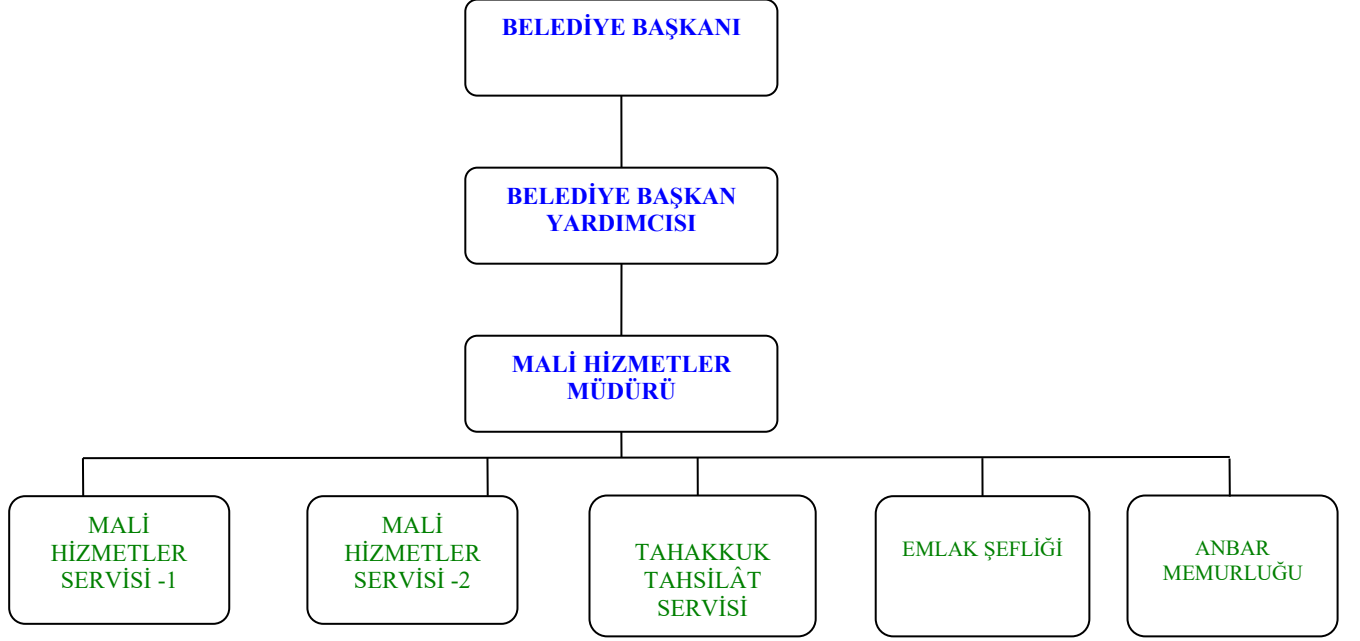 BELEDİYE BAŞKANI
BELEDİYE BAŞKAN
YARDIMCISI
MALİ HİZMETLER
MÜDÜRÜ
MALİ
HİZMETLER
SERVİSİ -1
MALİ
HİZMETLER
SERVİSİ -2
TAHAKKUK
TAHSİLÂT
SERVİSİ
EMLAK ŞEFLİĞİ
ANBAR
MEMURLUĞU